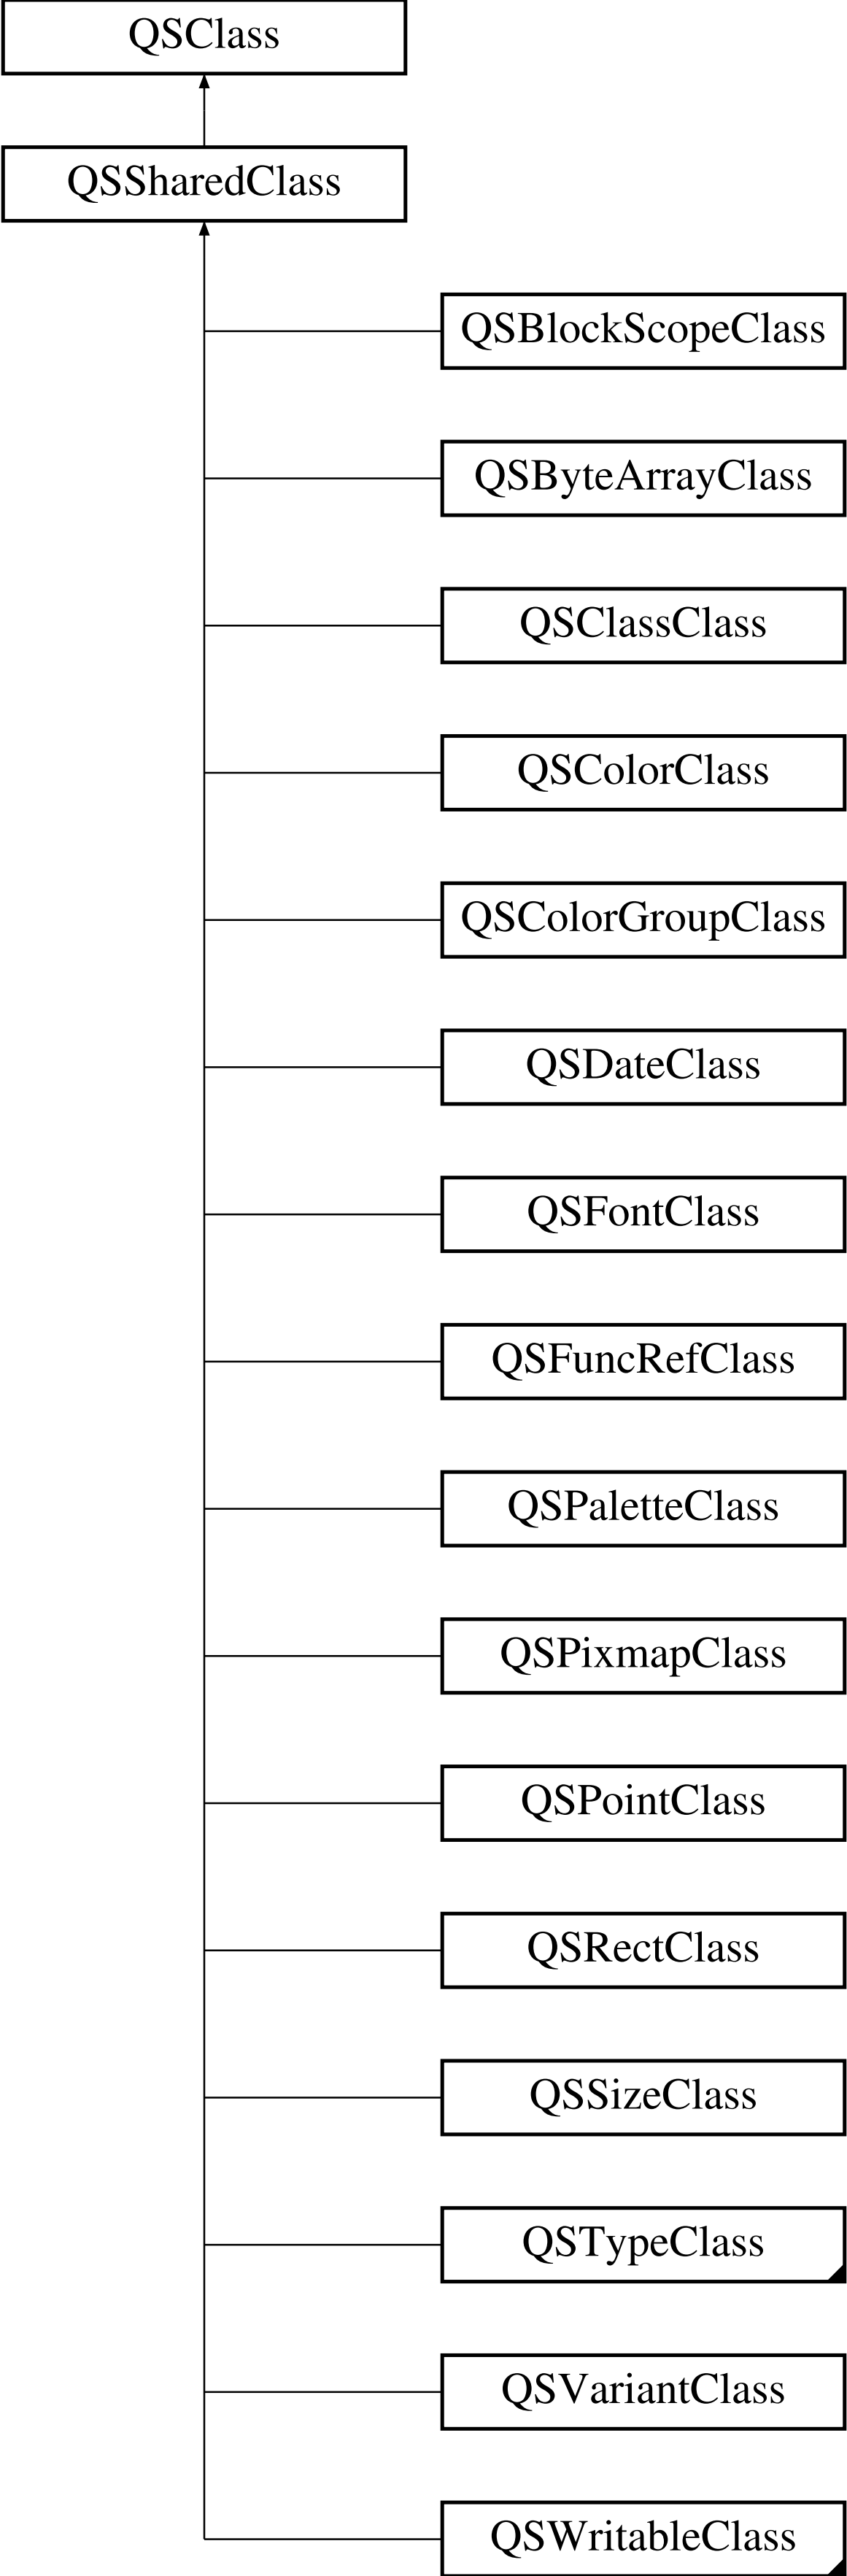 QSClass
QSSharedClass
QSBlockScopeClass
QSByteArrayClass
QSClassClass
QSColorClass
QSColorGroupClass
QSDateClass
QSFontClass
QSFuncRefClass
QSPaletteClass
QSPixmapClass
QSPointClass
QSRectClass
QSSizeClass
QSTypeClass
QSVariantClass
QSWritableClass